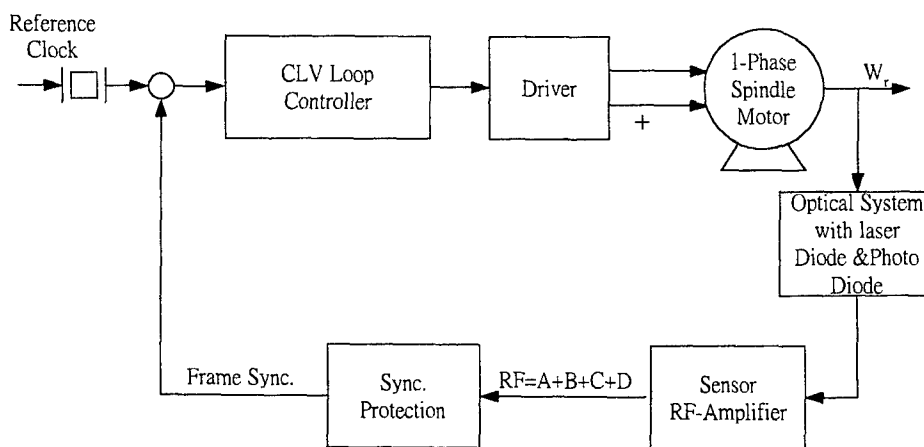 Reference
Clock
CLV Loop
Controller
Driver
+
1-Phase
Spindle
Motor
Wr
Optical System
with laser
Diode &Photo
Diode
Frame Sync.
Sync.
Protection
RF=A+B+C+D
Sensor
RF-Amplifier